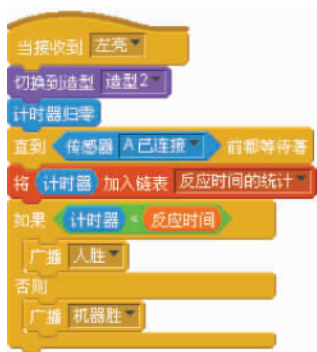 当接收到 左亮
切换到造型 造型2
计时器归零
直到 传感器 A已连接 前都等待著
将 计时器 加入链表 反应时间的统计
如果 计时器 < 反应时间
广播 人胜
否则
广播 机器胜